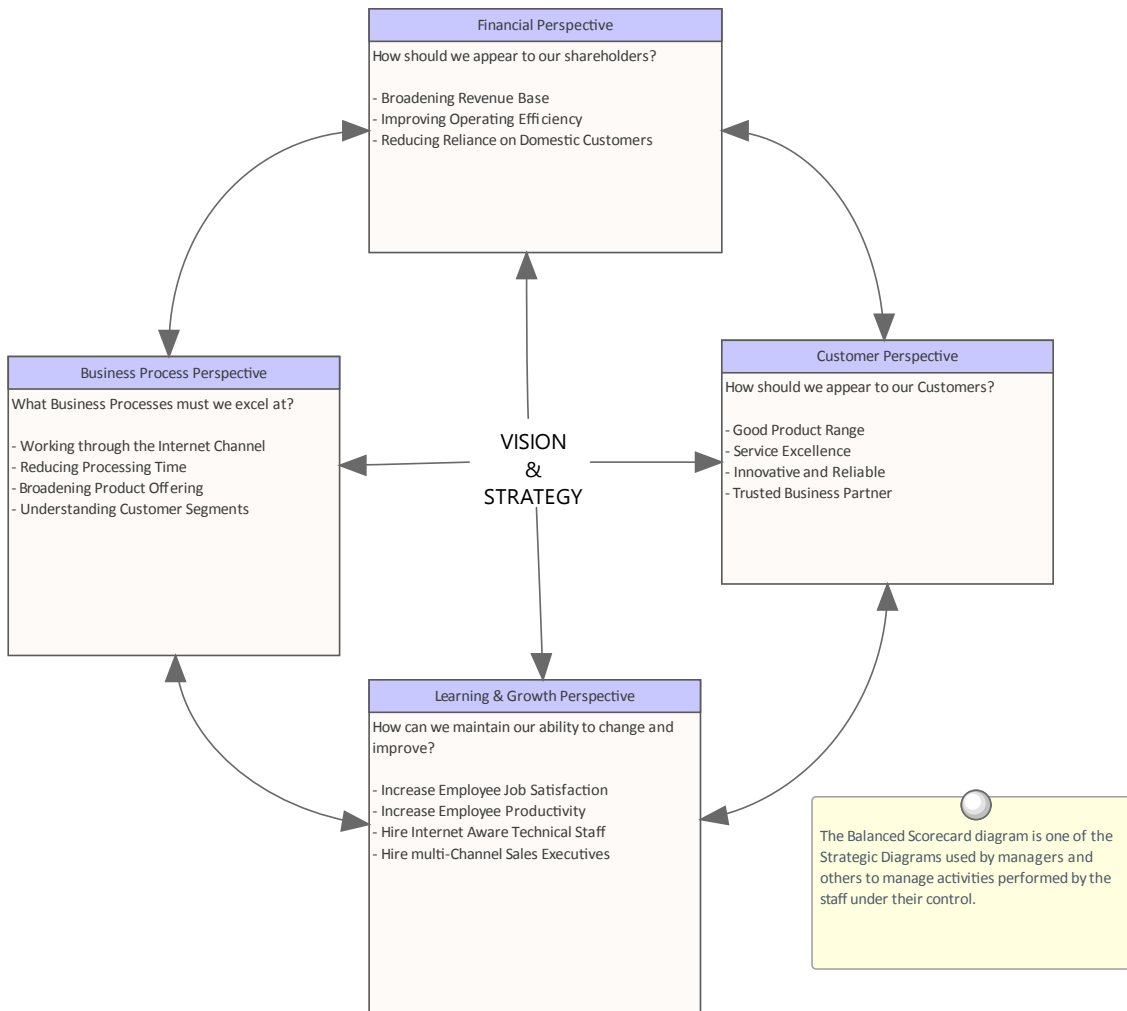 Financial Perspective
How should we appear to our shareholders?
- Broadening Revenue Base
- Improving Operating Efficiency
- Reducing Reliance on Domestic Customers
Business Process Perspective
What Business Processes must we excel at?
- Working through the Internet Channel
- Reducing Processing Time
- Broadening Product Offering
- Understanding Customer Segments
VISION
&
STRATEGY
Customer Perspective
How should we appear to our Customers?
- Good Product Range
- Service Excellence
- Innovative and Reliable
- Trusted Business Partner
Learning & Growth Perspective
How can we maintain our ability to change and
improve?
- Increase Employee Job Satisfaction
- Increase Employee Productivity
- Hire Internet Aware Technical Staff
- Hire multi-Channel Sales Executives
The Balanced Scorecard diagram is one of the
Strategic Diagrams used by managers and
others to manage activities performed by the
staff under their control.